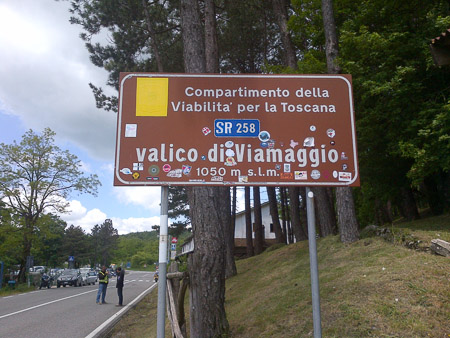 Compartimento della
Viabilita' per la Toscana
SR 258
valico di Viamaggio
1050 m s.l.m.